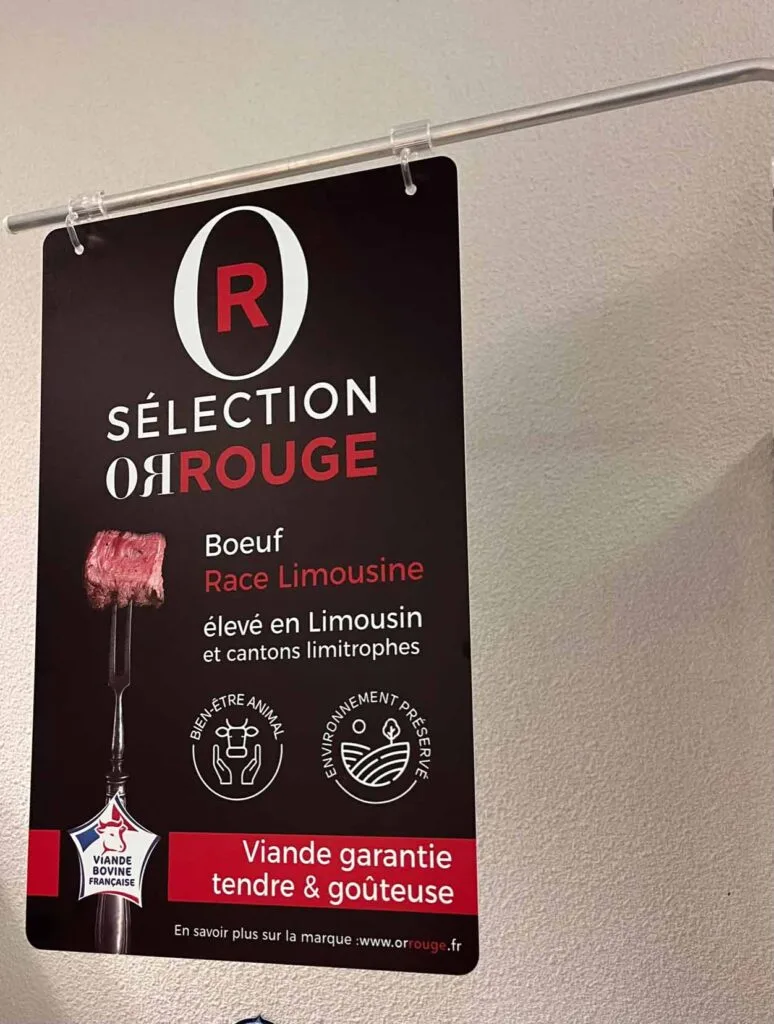 OR
SÉLECTION
ORROUGE
Boeuf
Race Limousine
élevé en Limousin
et cantons limitrophes
BIEN-ÊTRE ANIMAL
ENVIRONNEMENT PRÉSERVÉ
VIANDE
BOVINE
FRANÇAISE
Viande garantie
tendre & goûteuse
En savoir plus sur la marque :www.orrouge.fr